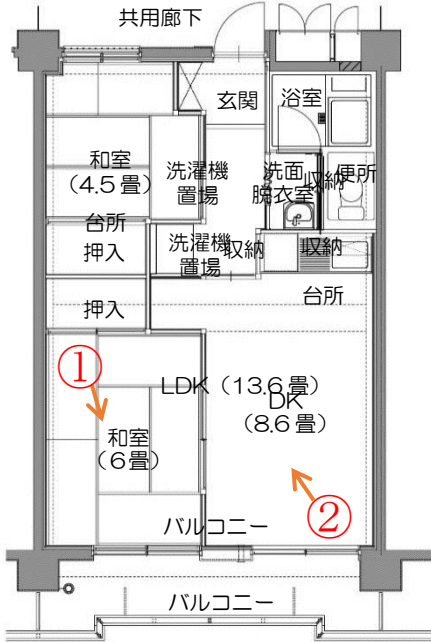 共用廊下
玄関
浴室
和室
（4.5畳）
洗濯機
置場
洗面
脱衣室
収納
便所
台所
押入
洗濯機
置場
収納
収納
押入
台所
①
LDK（13.6畳）
DK
（8.6畳）
和室
（6畳）
②
バルコニー
バルコニー